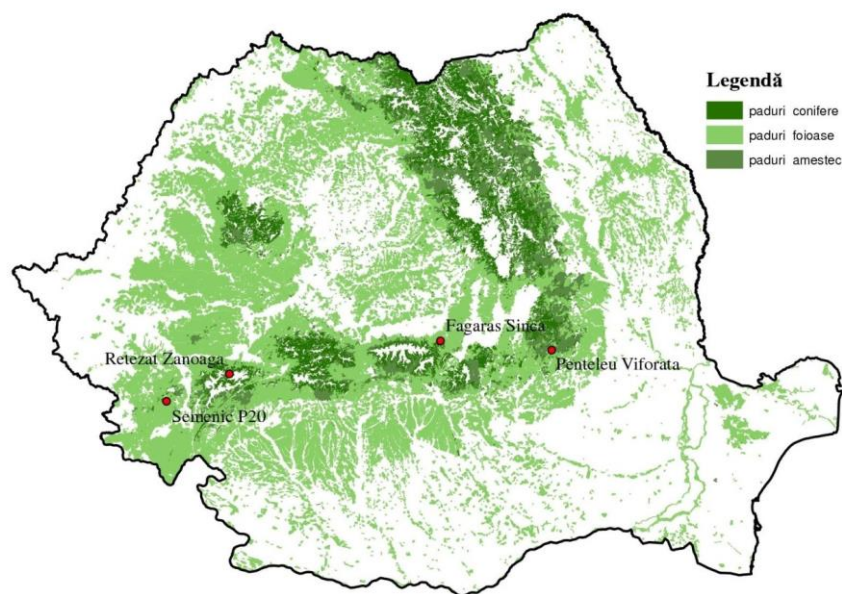 Legendă
paduri conifere
paduri foioase
paduri amestec
Fagaras Sinca
Retezat Zanoaga
Penteleu Viforata
Semenic P20